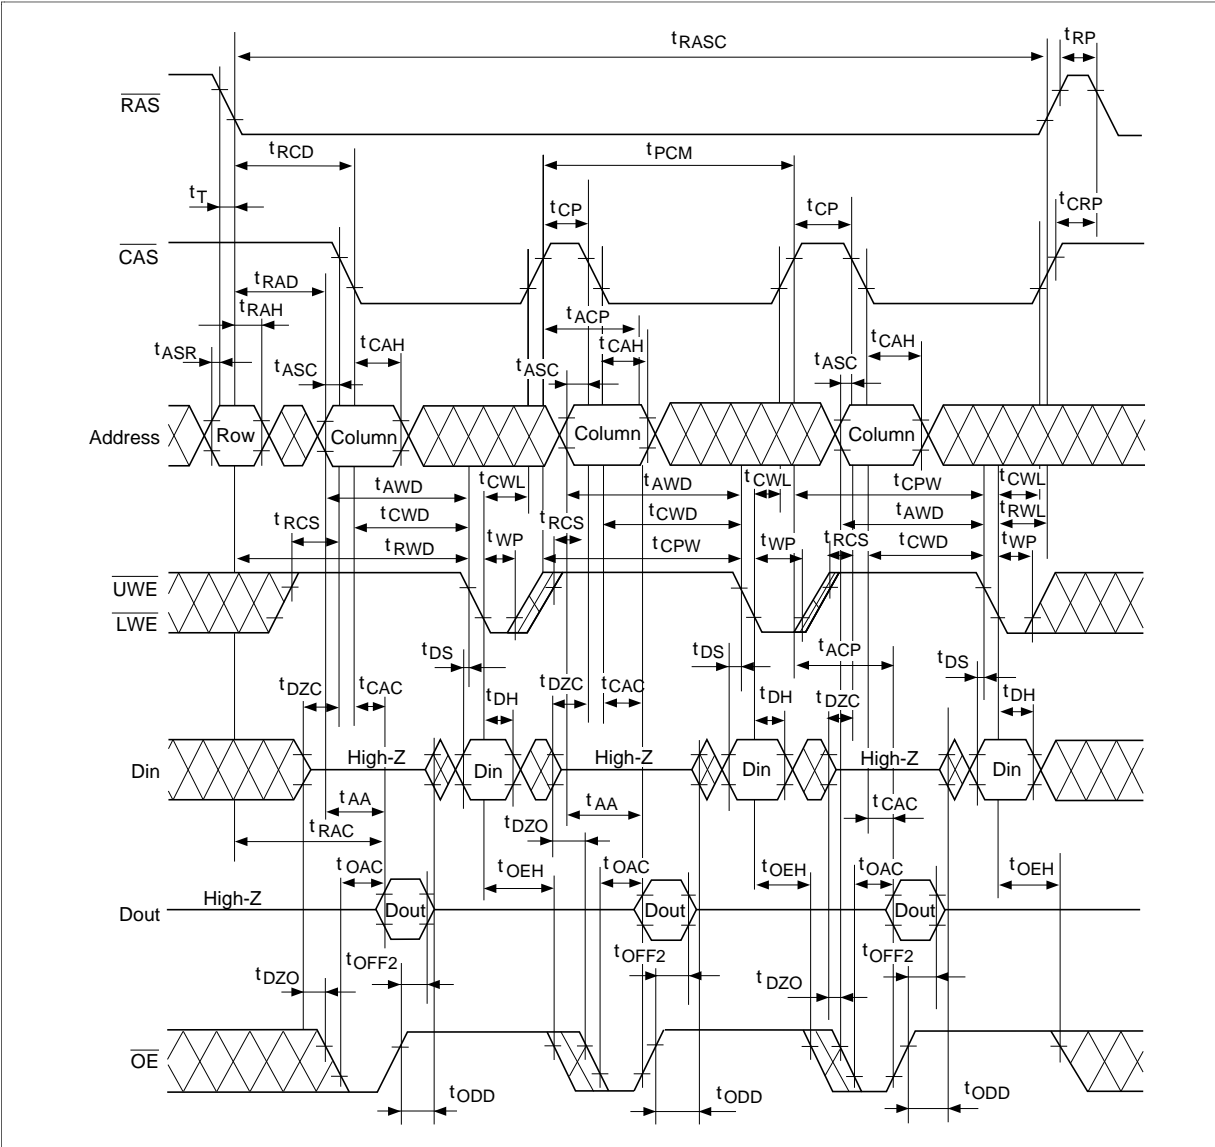 tRASC tRP
RAS
tRCD tPCM
tT tCP tCP tCRP
CAS
tRAD
tRAH tACP
tASR tCAH tCAH tCAH
tASC tASC tASC
Address Row Column Column Column
tAWD tCWL tAWD tCWL tCPW tCWL
tRCS tCWD tRCS tCWD tAWD tRWL
tRWD tWP tCPW tWP tRCS tCWD tWP
UWE
LWE
tDS tDS tACP tDS
tDZC tCAC tDH tDZC tCAC tDH tDZC tDH
Din High-Z Din High-Z Din High-Z Din
tAA tAA tCAC
tRAC tDZO
tOAC tOEH tOAC tOEH tOAC tOEH
High-Z
Dout Dout Dout Dout
tDZO tOFF2 tOFF2 tDZO tOFF2
OE
tODD tODD tODD